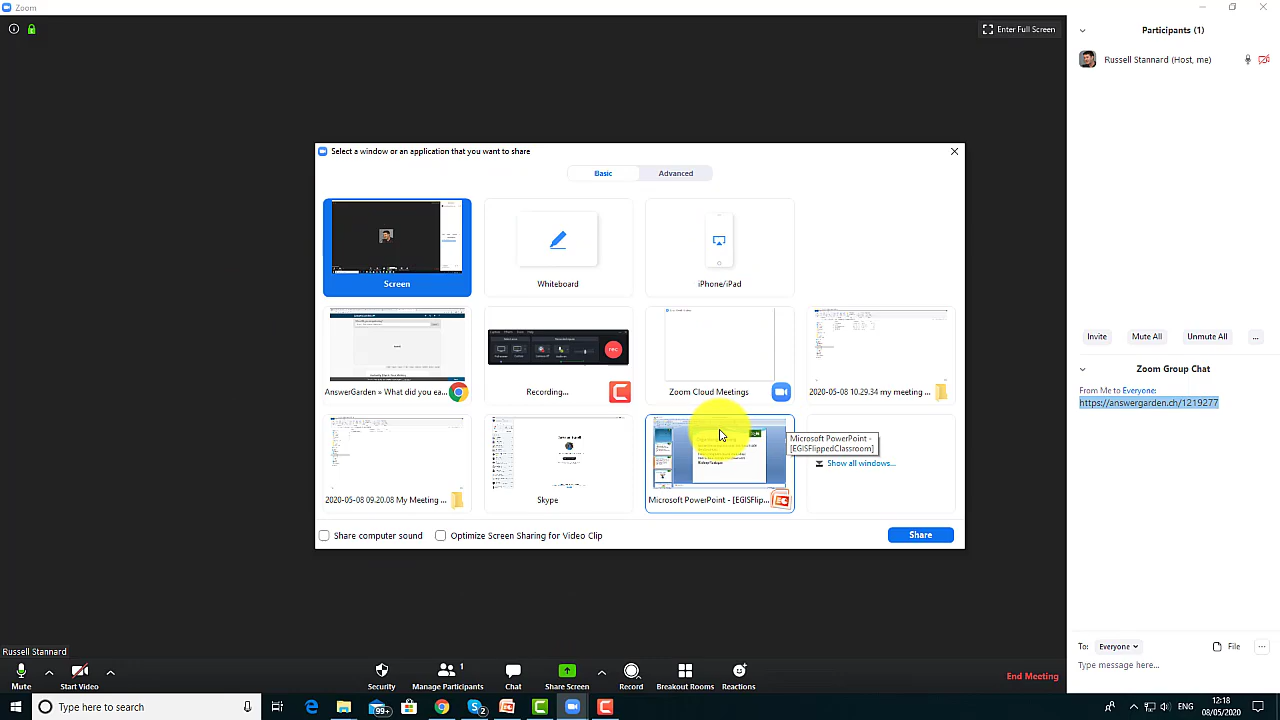 Zoom
Enter Full Screen
Participants (1)
Russell Stannard (Host, me)
Select a window or an application that you want to share
Basic
Advanced
Screen
Whiteboard
iPhone/iPad
AnswerGarden » What did you ea...
Recording...
rec
Zoom Cloud Meetings
2020-05-08 10.29.34 my meeting ...
2020-05-08 09.20.08 My Meeting ...
Skype
Microsoft PowerPoint - [EGISFlip...
Microsoft PowerPoint -
[EGISFlippedClassroom]
Show all windows...
Share computer sound
Optimize Screen Sharing for Video Clip
Share
Invite
Mute All
Unmute All
...
Zoom Group Chat
From Me to Everyone:
https://answergarden.ch/1219277
To: Everyone
File
Type message here...
Russell Stannard
Mute
Start Video
Security
1
Manage Participants
Chat
Share Screen
Record
Breakout Rooms
Reactions
End Meeting
Type here to search
99+
2
ENG
12:18
08/05/2020